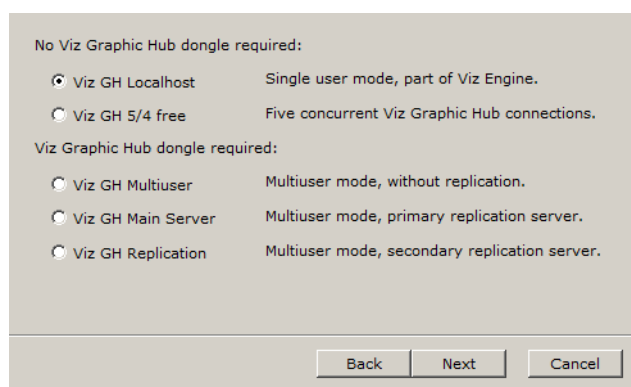 No Viz Graphic Hub dongle required:
Viz GH Localhost Single user mode, part of Viz Engine.
Viz GH 5/4 free Five concurrent Viz Graphic Hub connections.
Viz Graphic Hub dongle required:
Viz GH Multiuser Multiuser mode, without replication.
Viz GH Main Server Multiuser mode, primary replication server.
Viz GH Replication Multiuser mode, secondary replication server.
Back Next Cancel